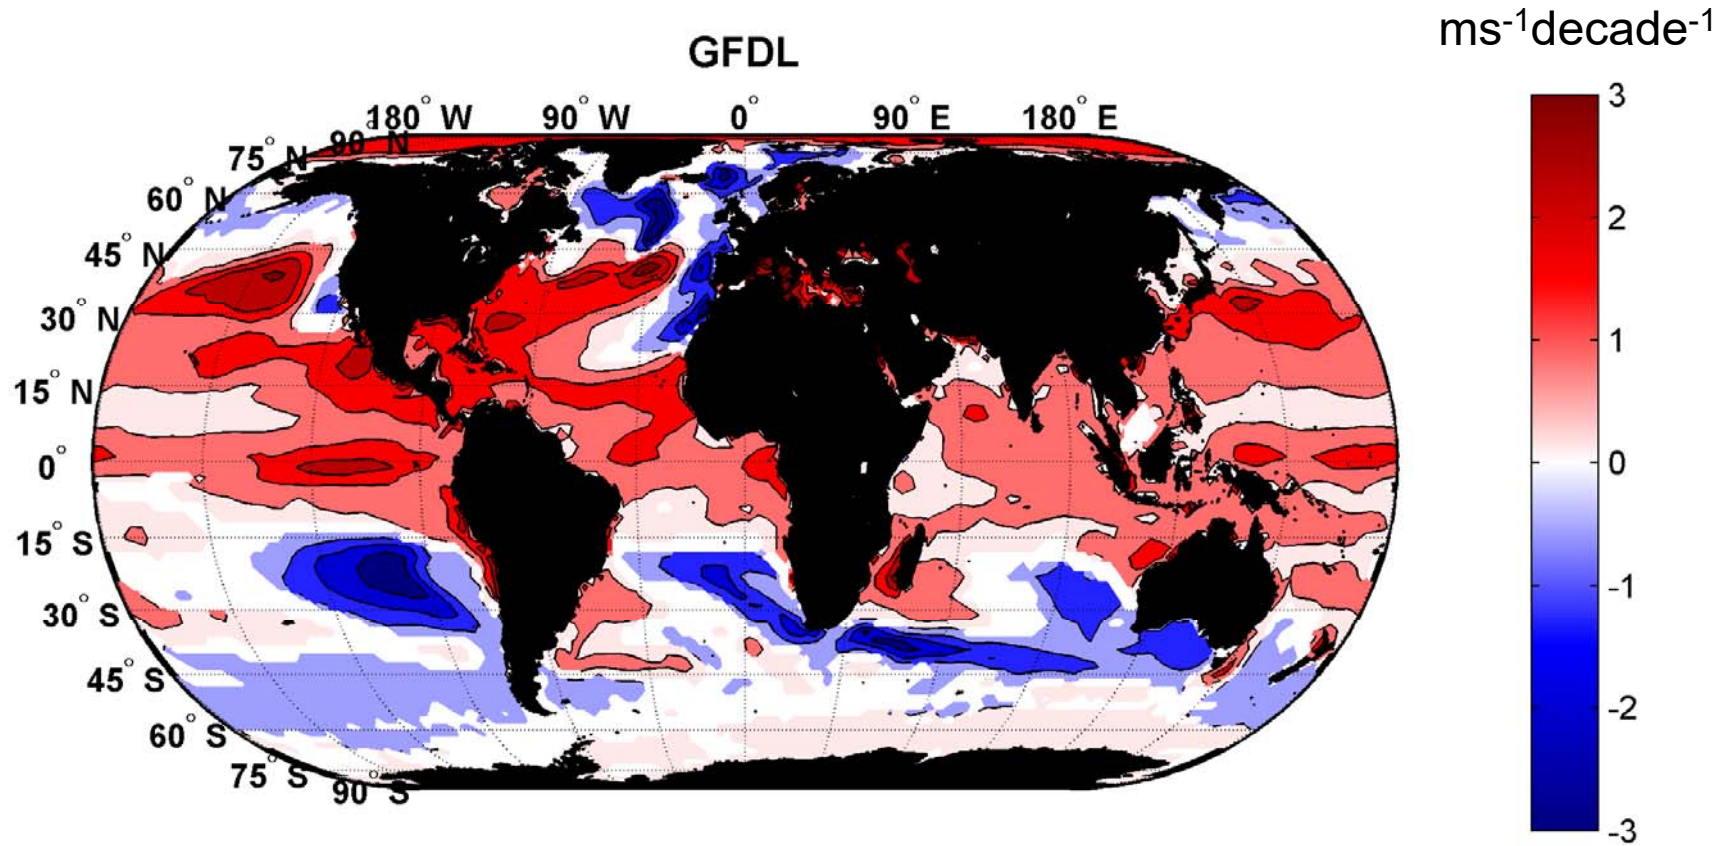 ms⁻¹decade⁻¹
GFDL
180° W 90° W 0° 90° E 180° E
90° N
75° N
60° N
45° N
30° N
15° N
0°
15° S
30° S
45° S
60° S
75° S
90° S
3
2
1
0
-1
-2
-3